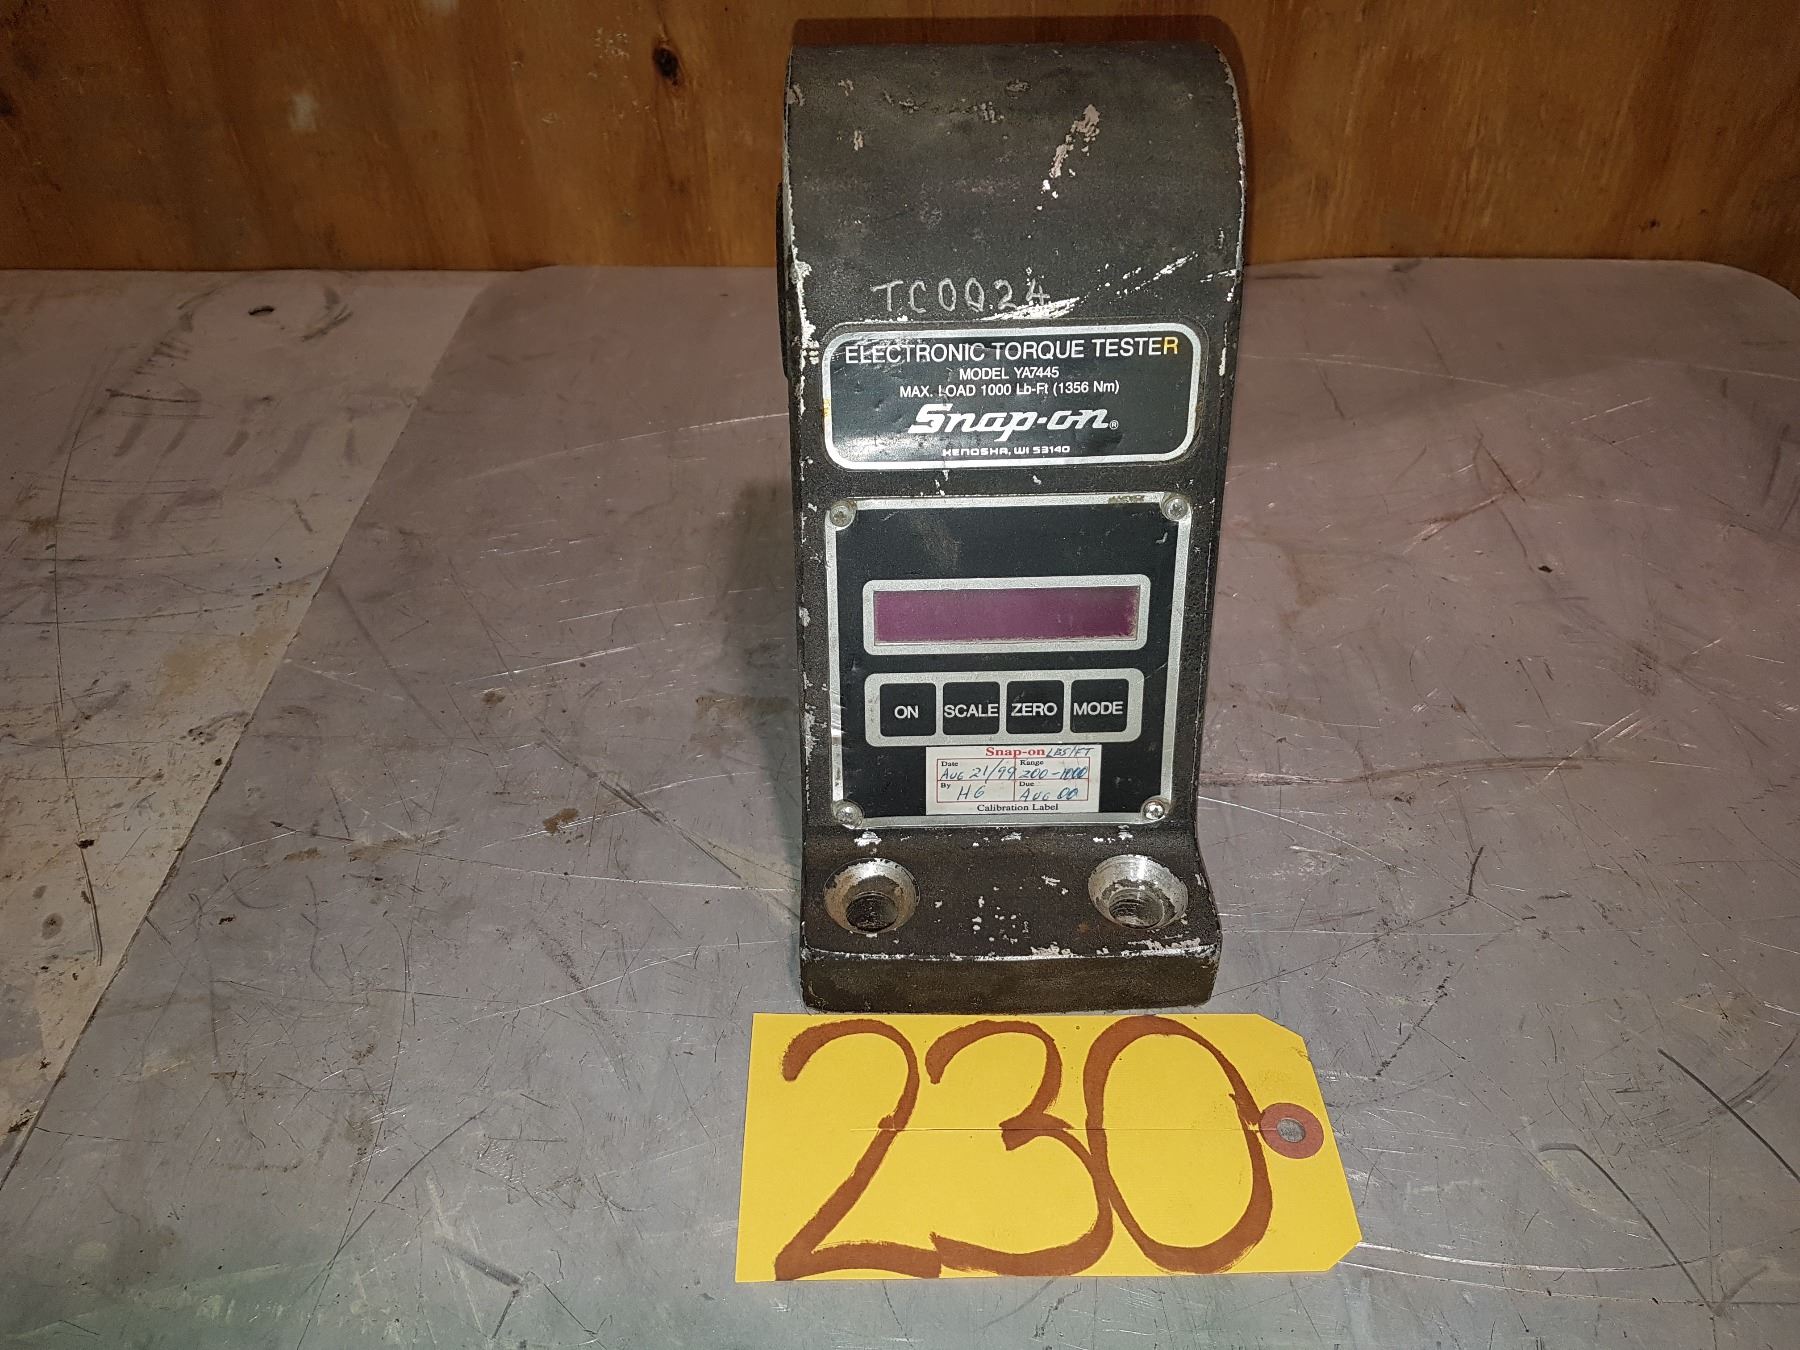 TC0024
ELECTRONIC TORQUE TESTER
MODEL YA7445
MAX. LOAD 1000 Lb-Ft (1356 Nm)
Snap-on®
KENOSHA, WI 53140
ON SCALE ZERO MODE
Snap-on LBS/FT
Date Range
Aug 21/99 200-1000
By Due
HG Aug 00
Calibration Label
230